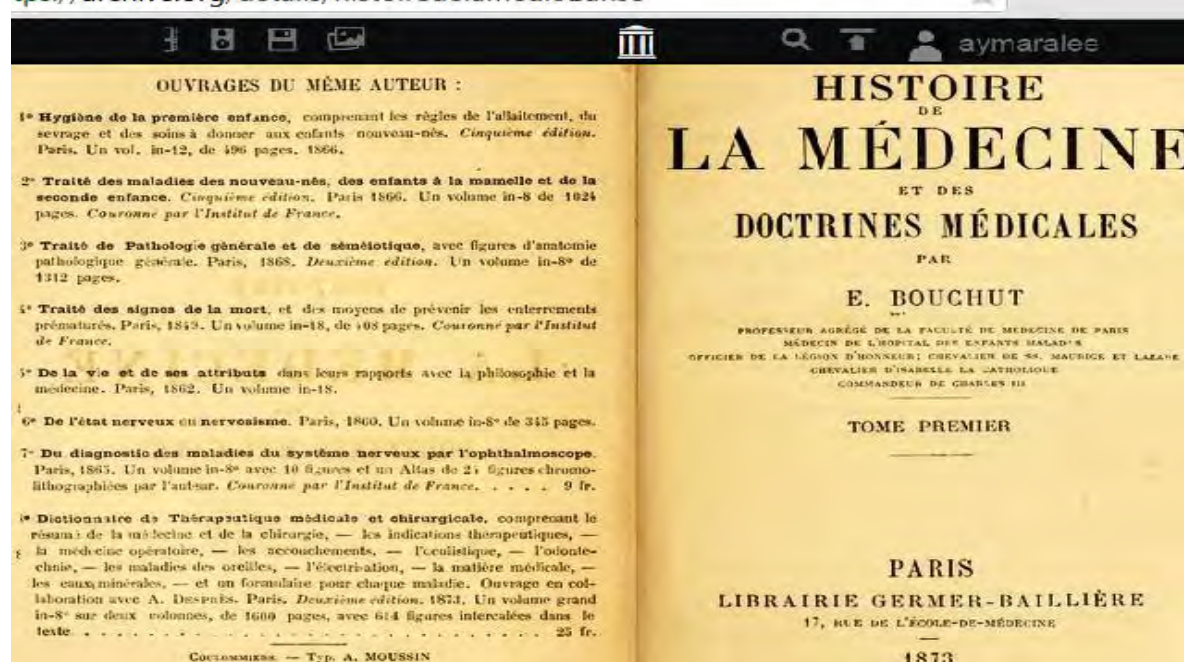 aymarales
OUVRAGES DU MÊME AUTEUR :
1° Hygiène de la première enfance, comprenant les règles de l'allaitement, du
sevrage et des soins à donner aux enfants nouveau-nés. Cinquième édition.
Paris. Un vol. in-12, de 496 pages. 1866.
2° Traité des maladies des nouveau-nés, des enfants à la mamelle et de la
seconde enfance. Cinquième édition. Paris 1866. Un volume in-8 de 1024
pages. Couronné par l'Institut de France.
3° Traité de Pathologie générale et de séméiotique, avec figures d'anatomie
pathologique générale. Paris, 1868. Deuxième édition. Un volume in-8° de
1312 pages.
4° Traité des signes de la mort, et des moyens de prévenir les enterrements
prématurés. Paris, 1849. Un volume in-18, de 408 pages. Couronné par l'Institut
de France.
5° De la vie et de ses attributs dans leurs rapports avec la philosophie et la
médecine. Paris, 1862. Un volume in-18.
6° De l'état nerveux ou nervosisme. Paris, 1860. Un volume in-8° de 345 pages.
7° Du diagnostic des maladies du système nerveux par l'ophthalmoscope.
Paris, 1865. Un volume in-8° avec 10 figures et un Altas de 24 figures chromo-
lithographiées par l'auteur. Couronné par l'Institut de France. . . . . 9 fr.
8° Dictionnaire de Thérapeutique médicale et chirurgicale, comprenant le
résumé de la médecine et de la chirurgie, — les indications thérapeutiques, —
la médecine opératoire, — les accouchements, — l'oculistique, — l'odonte-
chnie, — les maladies des oreilles, — l'électrisation, — la matière médicale, —
les eaux minérales, — et un formulaire pour chaque maladie. Ouvrage en col-
laboration avec A. DESPRÈS. Paris. Deuxième édition. 1873. Un volume grand
in-8° sur deux colonnes, de 1600 pages, avec 614 figures intercalées dans le
texte . . . . . . . . . . . . . . . . . . . . . 25 fr.
COULOMMIERS. — Typ. A. MOUSSIN
HISTOIRE
DE
LA MÉDECINE
ET DES
DOCTRINES MÉDICALES
PAR
E. BOUCHUT
PROFESSEUR AGRÉGÉ DE LA FACULTÉ DE MÉDECINE DE PARIS
MÉDECIN DE L'HOPITAL DES ENFANTS MALADES
OFFICIER DE LA LÉGION D'HONNEUR; CHEVALIER DE SS. MAURICE ET LAZARE
CHEVALIER D'ISABELLE LA CATHOLIQUE
COMMANDEUR DE CHARLES III
TOME PREMIER
PARIS
LIBRAIRIE GERMER-BAILLIÈRE
17, RUE DE L'ÉCOLE-DE-MÉDECINE
1873